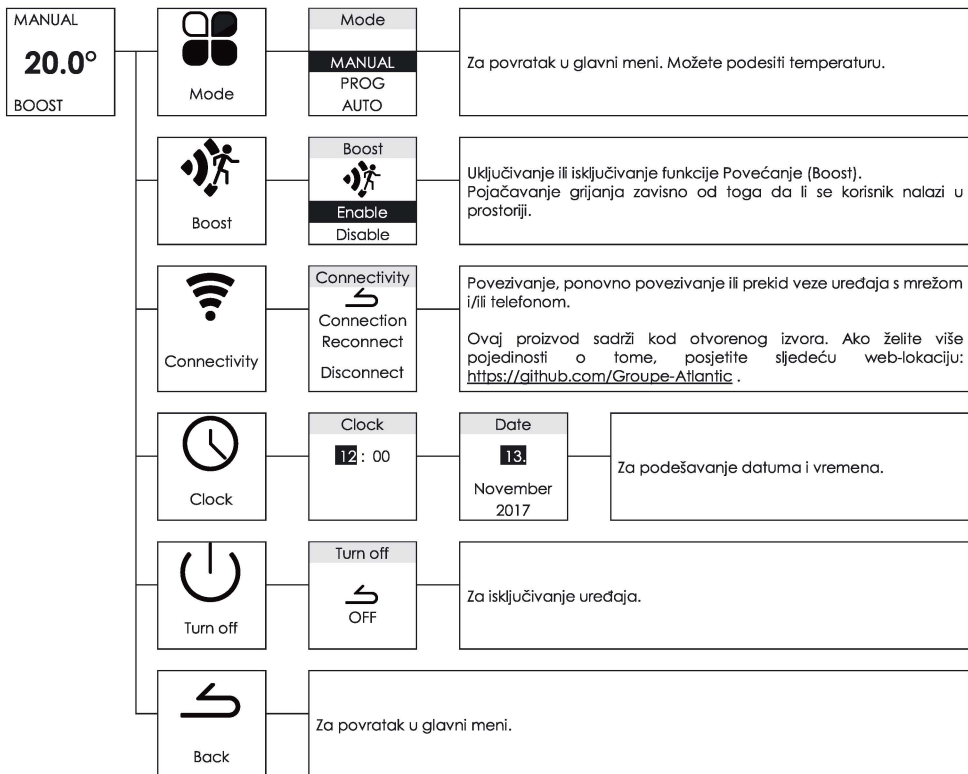 MANUAL
20.0°
BOOST
Mode
Mode
MANUAL
PROG
AUTO
Za povratak u glavni meni. Možete podesiti temperaturu.
Boost
Boost
Enable
Disable
Uključivanje ili isključivanje funkcije Povećanje (Boost).
Pojačavanje grijanja zavisno od toga da li se korisnik nalazi u
prostoriji.
Connectivity
Connectivity
Connection
Reconnect
Disconnect
Povezivanje, ponovno povezivanje ili prekid veze uređaja s mrežom
i/ili telefonom.
Ovaj proizvod sadrži kod otvorenog izvora. Ako želite više
pojedinosti o tome, posjetite sljedeću web-lokaciju:
https://github.com/Groupe-Atlantic .
Clock
Clock
12 : 00
Date
13.
November
2017
Za podešavanje datuma i vremena.
Turn off
Turn off
OFF
Za isključivanje uređaja.
Back
Za povratak u glavni meni.